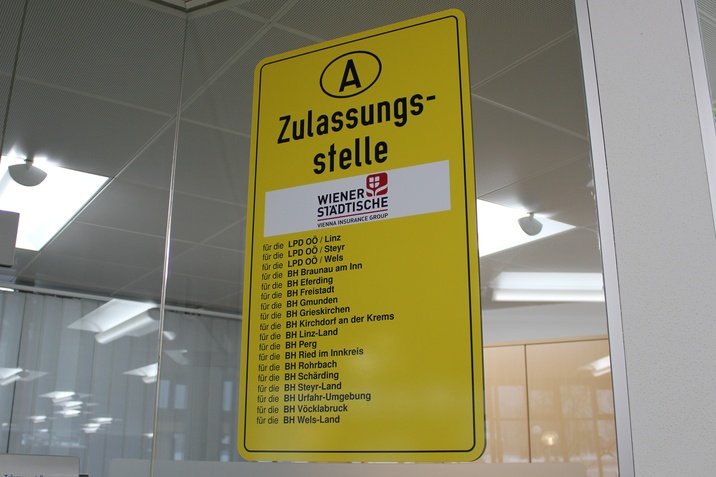 A
Zulassungs-
stelle
WIENER
STÄDTISCHE
VIENNA INSURANCE GROUP
für die LPD OÖ / Linz
für die LPD OÖ / Steyr
für die LPD OÖ / Wels
für die BH Braunau am Inn
für die BH Eferding
für die BH Freistadt
für die BH Gmunden
für die BH Grieskirchen
für die BH Kirchdorf an der Krems
für die BH Linz-Land
für die BH Perg
für die BH Ried im Innkreis
für die BH Rohrbach
für die BH Schärding
für die BH Steyr-Land
für die BH Urfahr-Umgebung
für die BH Vöcklabruck
für die BH Wels-Land